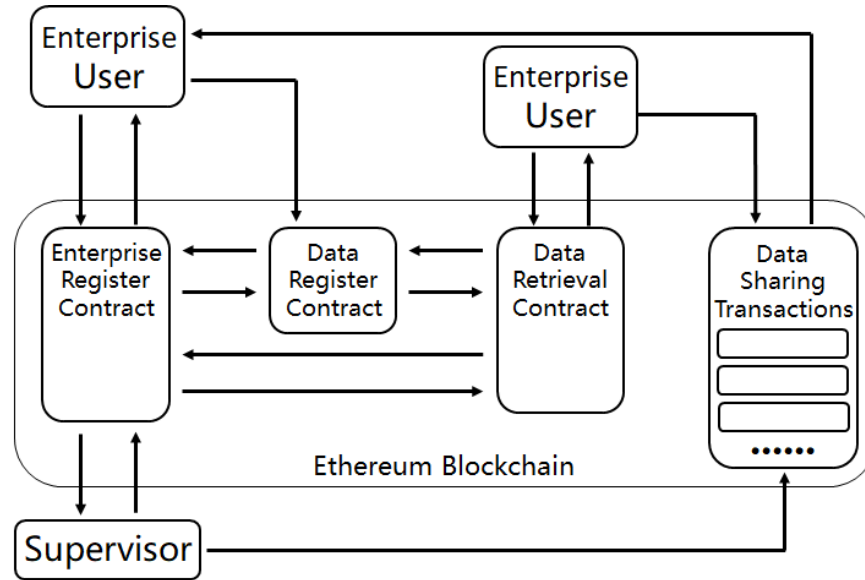 Enterprise
User
Enterprise
User
Enterprise
Register
Contract
Data
Register
Contract
Data
Retrieval
Contract
Data
Sharing
Transactions
••••••
Ethereum Blockchain
Supervisor